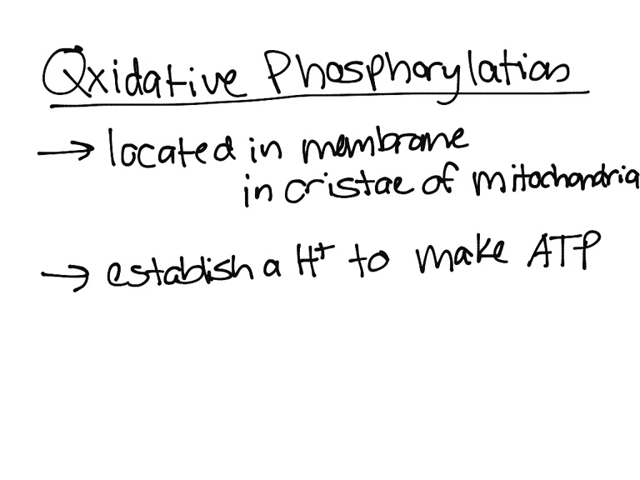 Oxidative Phosphorylation
→ located in membrane
in cristae of mitochondria
→ establish a H⁺ to make ATP